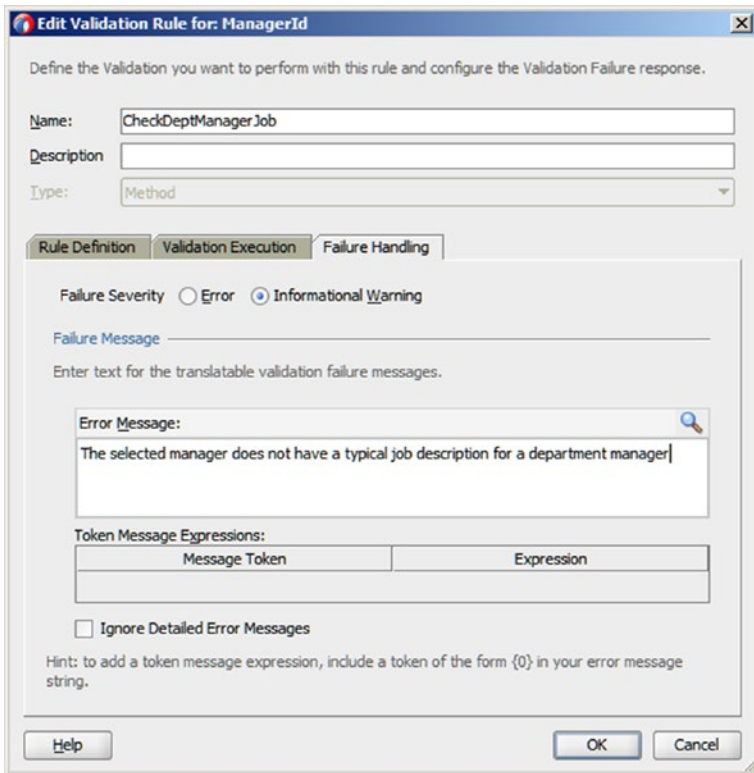 Edit Validation Rule for: ManagerId
Define the Validation you want to perform with this rule and configure the Validation Failure response.
Name: CheckDeptManagerJob
Description
Type: Method
Rule Definition Validation Execution Failure Handling
Failure Severity Error Informational Warning
Failure Message
Enter text for the translatable validation failure messages.
Error Message:
The selected manager does not have a typical job description for a department manager
Token Message Expressions:
Message Token Expression
Ignore Detailed Error Messages
Hint: to add a token message expression, include a token of the form {0} in your error message
string.
Help OK Cancel